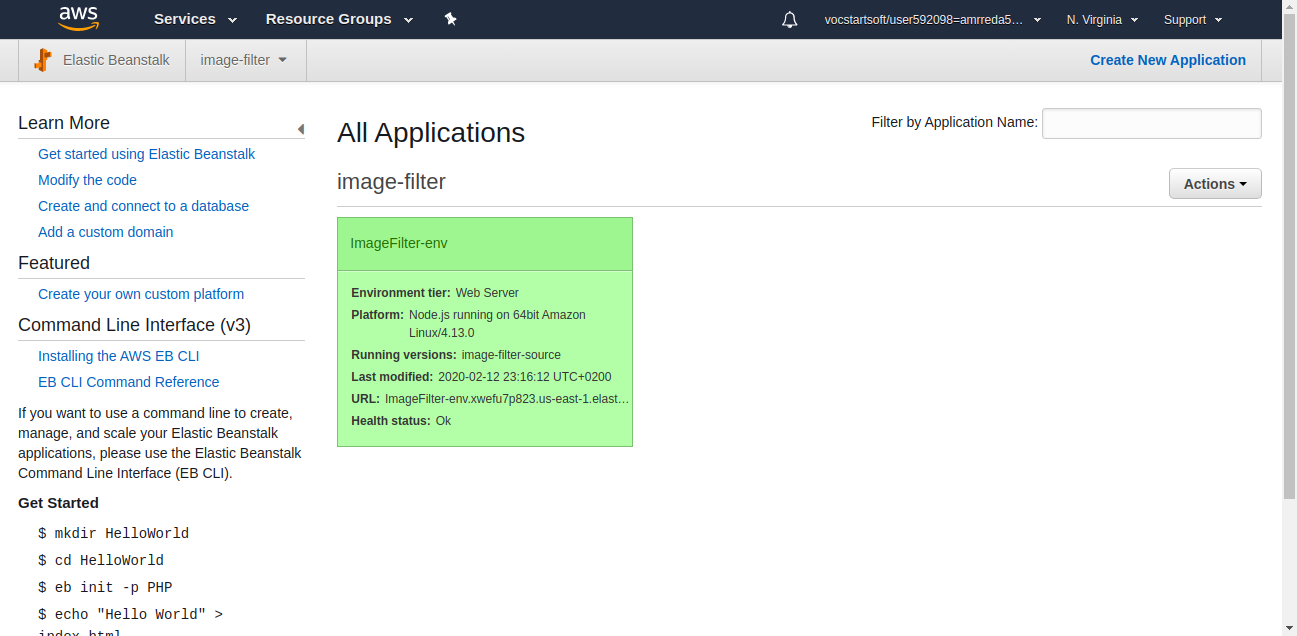 aws
Services
Resource Groups
vocstartsoft/user592098=amrreda5...
N. Virginia
Support
Elastic Beanstalk
image-filter
Create New Application
Learn More
Get started using Elastic Beanstalk
Modify the code
Create and connect to a database
Add a custom domain
Featured
Create your own custom platform
Command Line Interface (v3)
Installing the AWS EB CLI
EB CLI Command Reference
If you want to use a command line to create,
manage, and scale your Elastic Beanstalk
applications, please use the Elastic Beanstalk
Command Line Interface (EB CLI).
Get Started
$ mkdir HelloWorld
$ cd HelloWorld
$ eb init -p PHP
$ echo "Hello World" >
index.html
All Applications
Filter by Application Name:
image-filter
Actions
ImageFilter-env
Environment tier: Web Server
Platform: Node.js running on 64bit Amazon
Linux/4.13.0
Running versions: image-filter-source
Last modified: 2020-02-12 23:16:12 UTC+0200
URL: ImageFilter-env.xwefu7p823.us-east-1.elast...
Health status: Ok